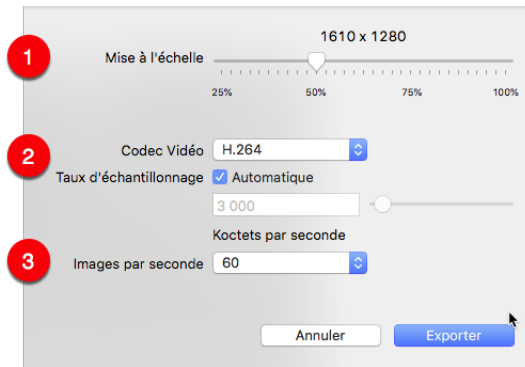 1610 x 1280
1 Mise à l'échelle
25% 50% 75% 100%
2 Codec Vidéo H.264
Taux d'échantillonnage Automatique
3 000
Koctets par seconde
3 Images par seconde 60
Annuler Exporter